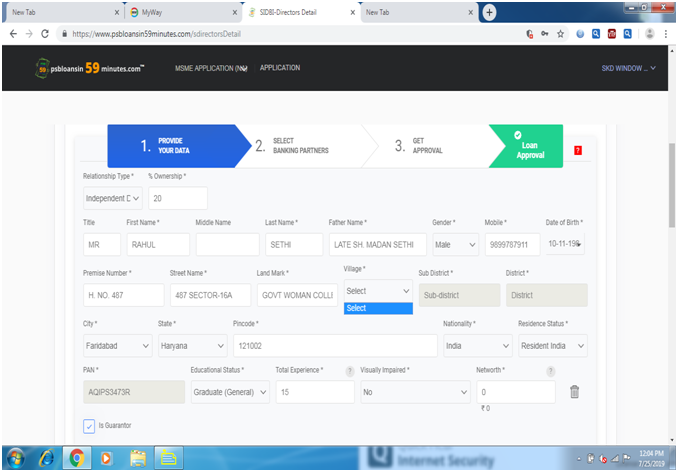 New Tab MyWay SIDBI-Directors Detail New Tab
https://www.psbloansin59minutes.com/sdirectorsDetail
psbloansin 59 minutes.com™ MSME APPLICATION APPLICATION SKD WINDOW ...
1. PROVIDE YOUR DATA
2. SELECT BANKING PARTNERS
3. GET APPROVAL
Loan Approval
?
Relationship Type * % Ownership *
Independent D 20
Title First Name * Middle Name Last Name * Father Name * Gender * Mobile * Date of Birth *
MR RAHUL SETHI LATE SH. MADAN SETHI Male 9899787911 10-11-196
Premise Number * Street Name * Land Mark * Village * Sub District * District *
H. NO. 487 487 SECTOR-16A GOVT WOMAN COLL Select Sub-district District
Select
City * State * Pincode * Nationality * Residence Status *
Faridabad Haryana 121002 India Resident India
PAN * Educational Status * Total Experience * ? Visually Impaired * Networth * ?
AQIPS3473R Graduate (General) 15 No 0
₹ 0
Is Guarantor
Internet Security
12:04 PM
7/25/2019